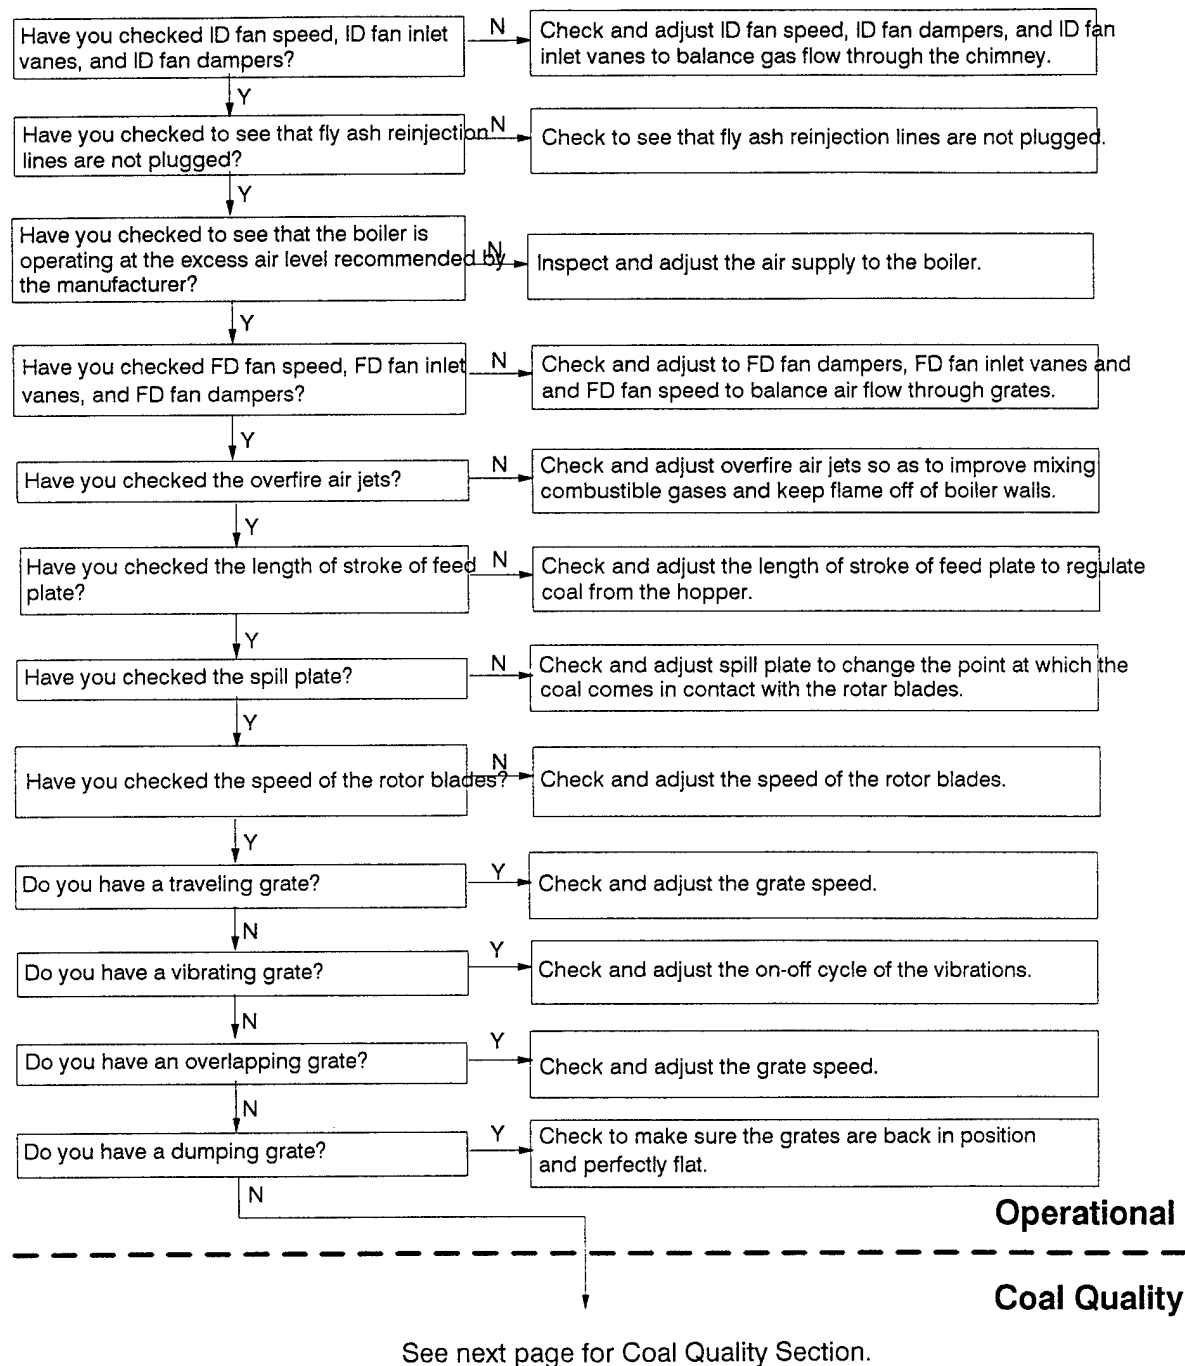 Have you checked ID fan speed, ID fan inlet
vanes, and ID fan dampers?
N
Check and adjust ID fan speed, ID fan dampers, and ID fan
inlet vanes to balance gas flow through the chimney.
Y
Have you checked to see that fly ash reinjection
lines are not plugged?
N
Check to see that fly ash reinjection lines are not plugged.
Y
Have you checked to see that the boiler is
operating at the excess air level recommended by
the manufacturer?
N
Inspect and adjust the air supply to the boiler.
Y
Have you checked FD fan speed, FD fan inlet
vanes, and FD fan dampers?
N
Check and adjust to FD fan dampers, FD fan inlet vanes and
and FD fan speed to balance air flow through grates.
Y
Have you checked the overfire air jets?
N
Check and adjust overfire air jets so as to improve mixing
combustible gases and keep flame off of boiler walls.
Y
Have you checked the length of stroke of feed
plate?
N
Check and adjust the length of stroke of feed plate to regulate
coal from the hopper.
Y
Have you checked the spill plate?
N
Check and adjust spill plate to change the point at which the
coal comes in contact with the rotar blades.
Y
Have you checked the speed of the rotor blades?
N
Check and adjust the speed of the rotor blades.
Y
Do you have a traveling grate?
Y
Check and adjust the grate speed.
N
Do you have a vibrating grate?
Y
Check and adjust the on-off cycle of the vibrations.
N
Do you have an overlapping grate?
Y
Check and adjust the grate speed.
N
Do you have a dumping grate?
Y
Check to make sure the grates are back in position
and perfectly flat.
N
Operational
Coal Quality
See next page for Coal Quality Section.